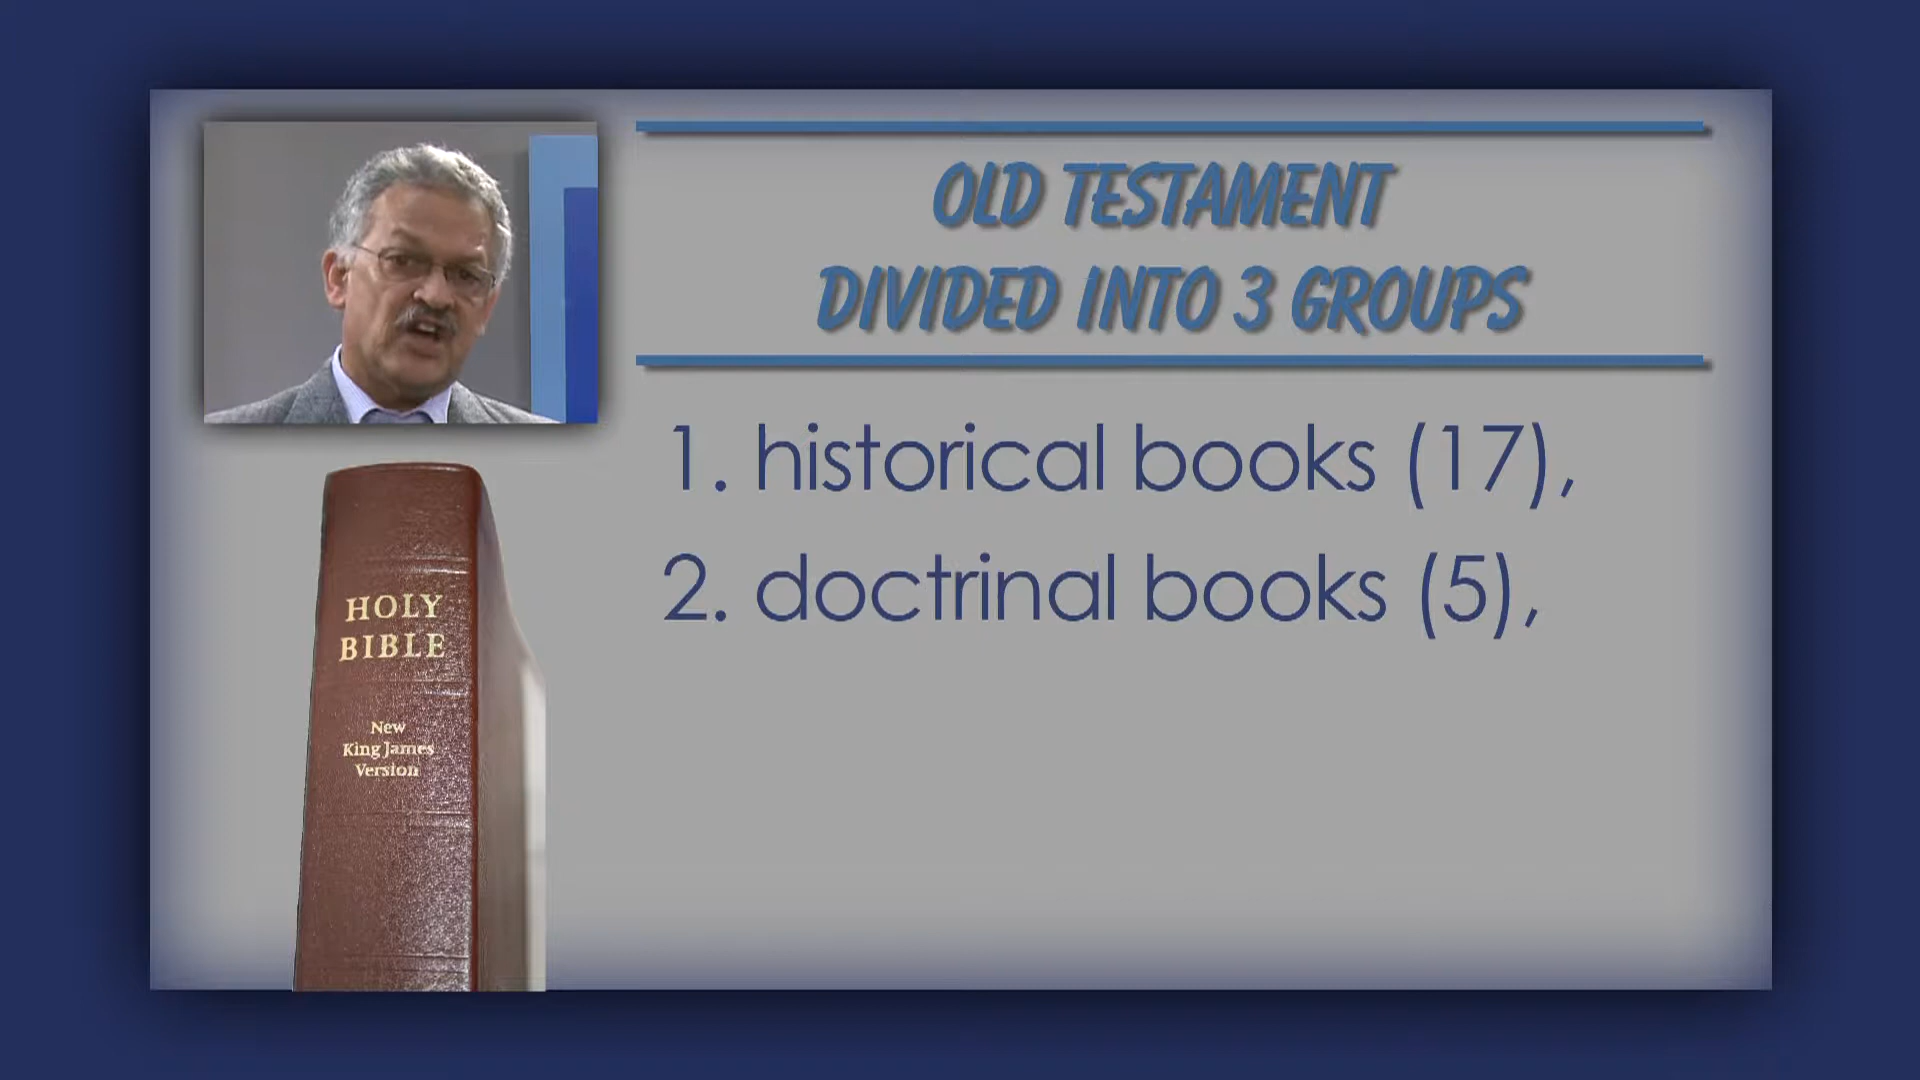 OLD TESTAMENT
DIVIDED INTO 3 GROUPS
1. historical books (17),
2. doctrinal books (5),
HOLY
BIBLE
New
King James
Version